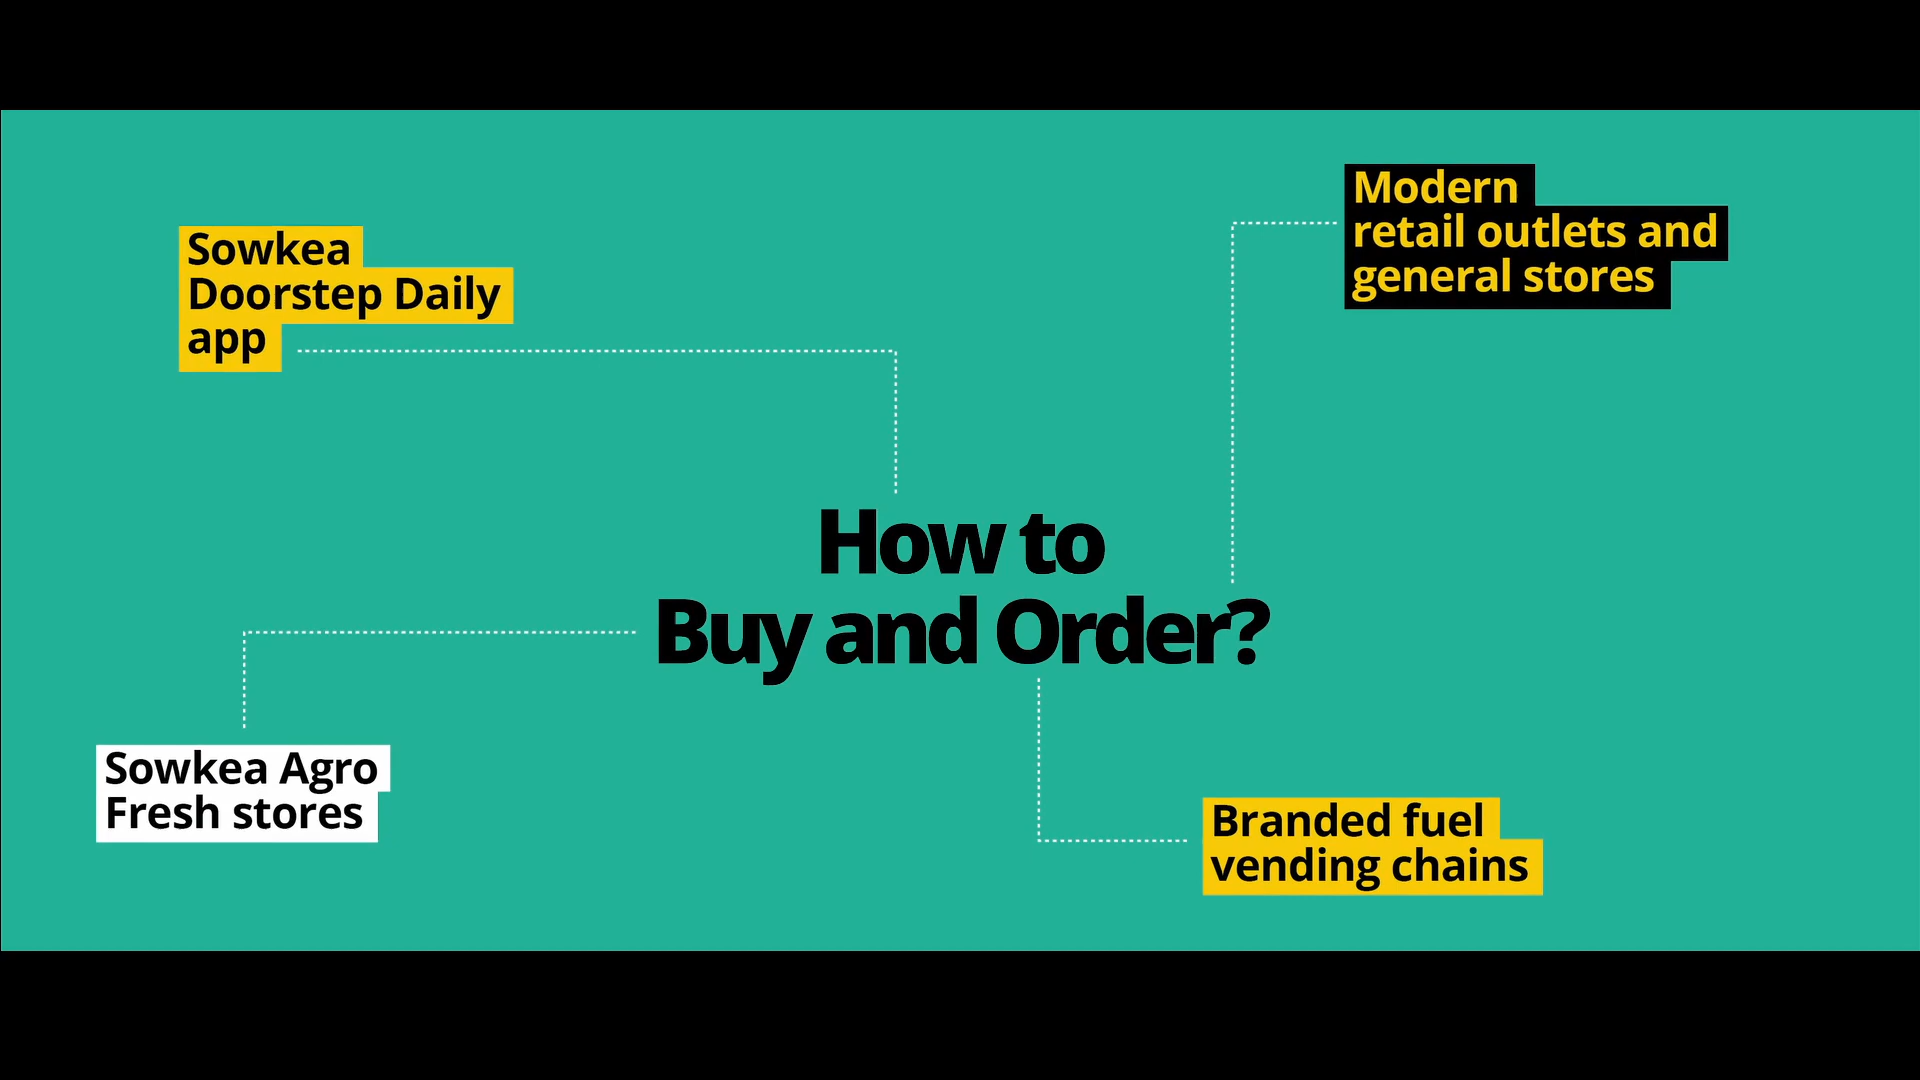 Modern
retail outlets and
general stores
Sowkea
Doorstep Daily
app
How to
Buy and Order?
Sowkea Agro
Fresh stores
Branded fuel
vending chains